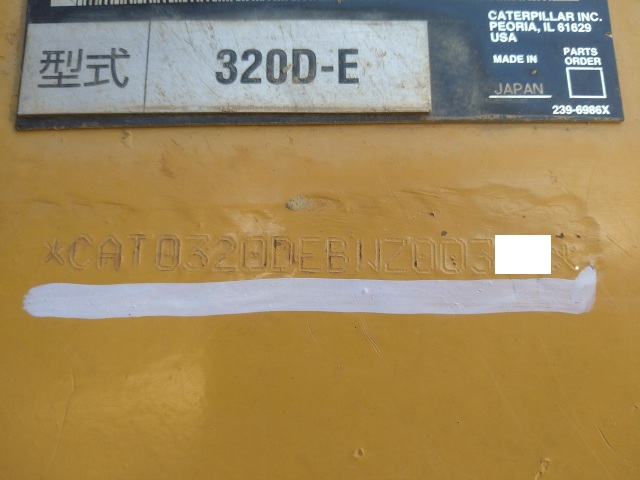 CATERPILLAR INC.
PEORIA, IL 61629
USA
型式 320D-E
MADE IN JAPAN
PARTS ORDER
239-6986X
*CAT0320DEBWZ003